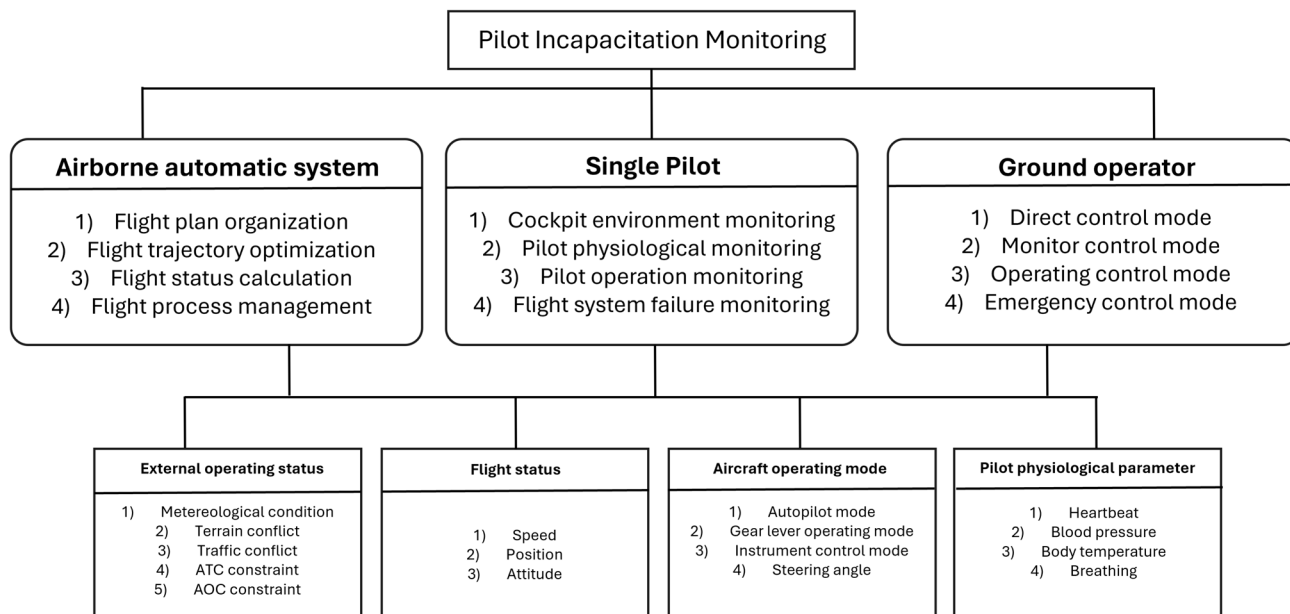 Pilot Incapacitation Monitoring
Airborne automatic system
1) Flight plan organization
2) Flight trajectory optimization
3) Flight status calculation
4) Flight process management
Single Pilot
1) Cockpit environment monitoring
2) Pilot physiological monitoring
3) Pilot operation monitoring
4) Flight system failure monitoring
Ground operator
1) Direct control mode
2) Monitor control mode
3) Operating control mode
4) Emergency control mode
External operating status
1) Metereological condition
2) Terrain conflict
3) Traffic conflict
4) ATC constraint
5) AOC constraint
Flight status
1) Speed
2) Position
3) Attitude
Aircraft operating mode
1) Autopilot mode
2) Gear lever operating mode
3) Instrument control mode
4) Steering angle
Pilot physiological parameter
1) Heartbeat
2) Blood pressure
3) Body temperature
4) Breathing